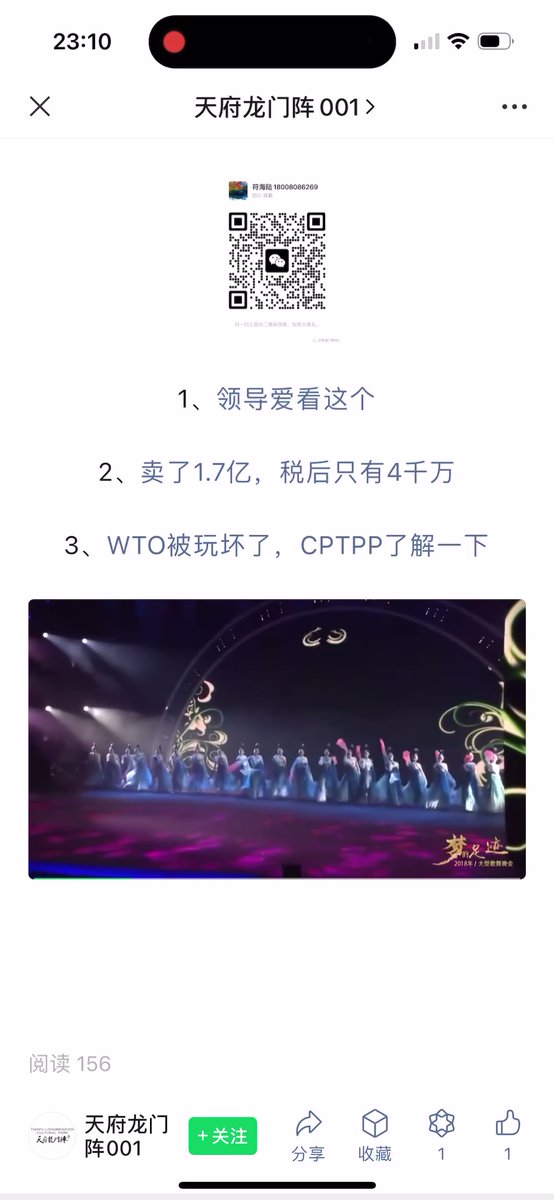 23:10
天府龙门阵 001
符海陆 18008086269
四川 成都
扫一扫上面的二维码图案，加我为朋友。
1、领导爱看这个
2、卖了1.7亿，税后只有4千万
3、WTO被玩坏了，CPTPP了解一下
梦的足迹
2018年/大型歌舞晚会
阅读 156
天府龙门
阵001
+关注
分享
收藏
1
1